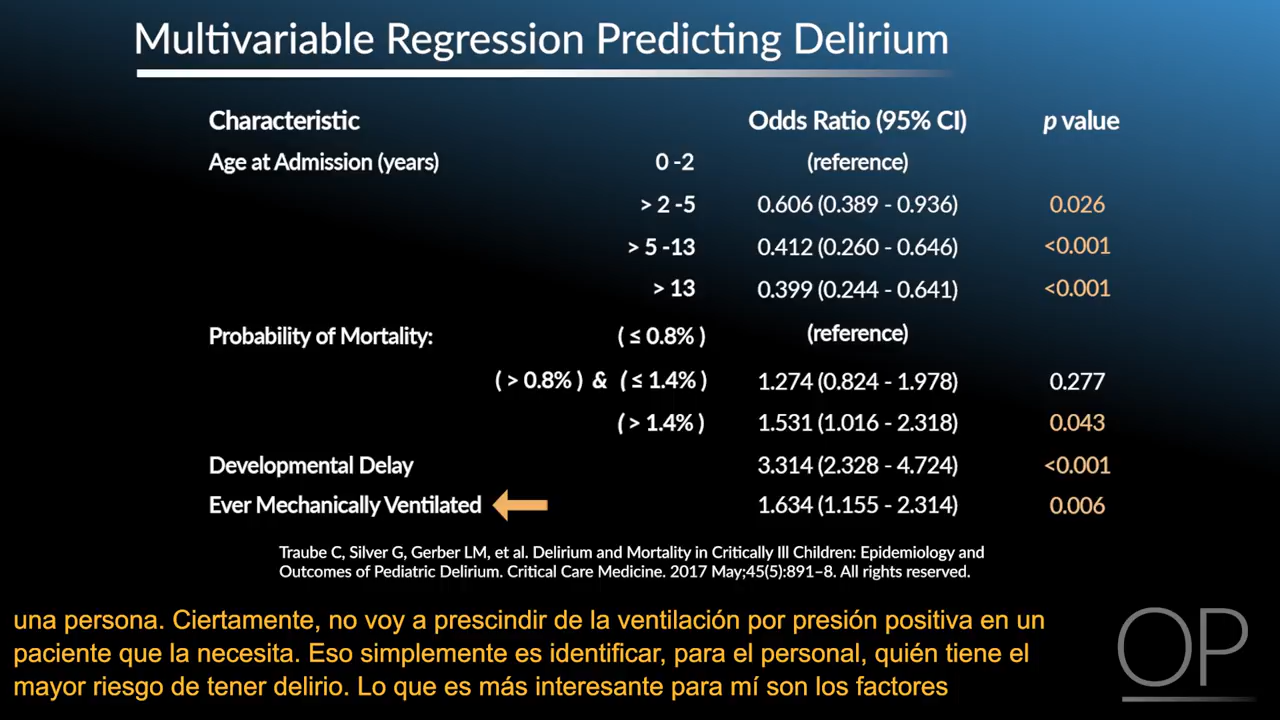 Multivariable Regression Predicting Delirium
Characteristic Odds Ratio (95% CI) p value
Age at Admission (years) 0 -2 (reference)
> 2 -5 0.606 (0.389 - 0.936) 0.026
> 5 -13 0.412 (0.260 - 0.646) <0.001
> 13 0.399 (0.244 - 0.641) <0.001
Probability of Mortality: ( ≤ 0.8% ) (reference)
( > 0.8% ) & ( ≤ 1.4% ) 1.274 (0.824 - 1.978) 0.277
( > 1.4% ) 1.531 (1.016 - 2.318) 0.043
Developmental Delay 3.314 (2.328 - 4.724) <0.001
Ever Mechanically Ventilated 1.634 (1.155 - 2.314) 0.006
Traube C, Silver G, Gerber LM, et al. Delirium and Mortality in Critically Ill Children: Epidemiology and
Outcomes of Pediatric Delirium. Critical Care Medicine. 2017 May;45(5):891–8. All rights reserved.
una persona. Ciertamente, no voy a prescindir de la ventilación por presión positiva en un
paciente que la necesita. Eso simplemente es identificar, para el personal, quién tiene el
mayor riesgo de tener delirio. Lo que es más interesante para mí son los factores
OP